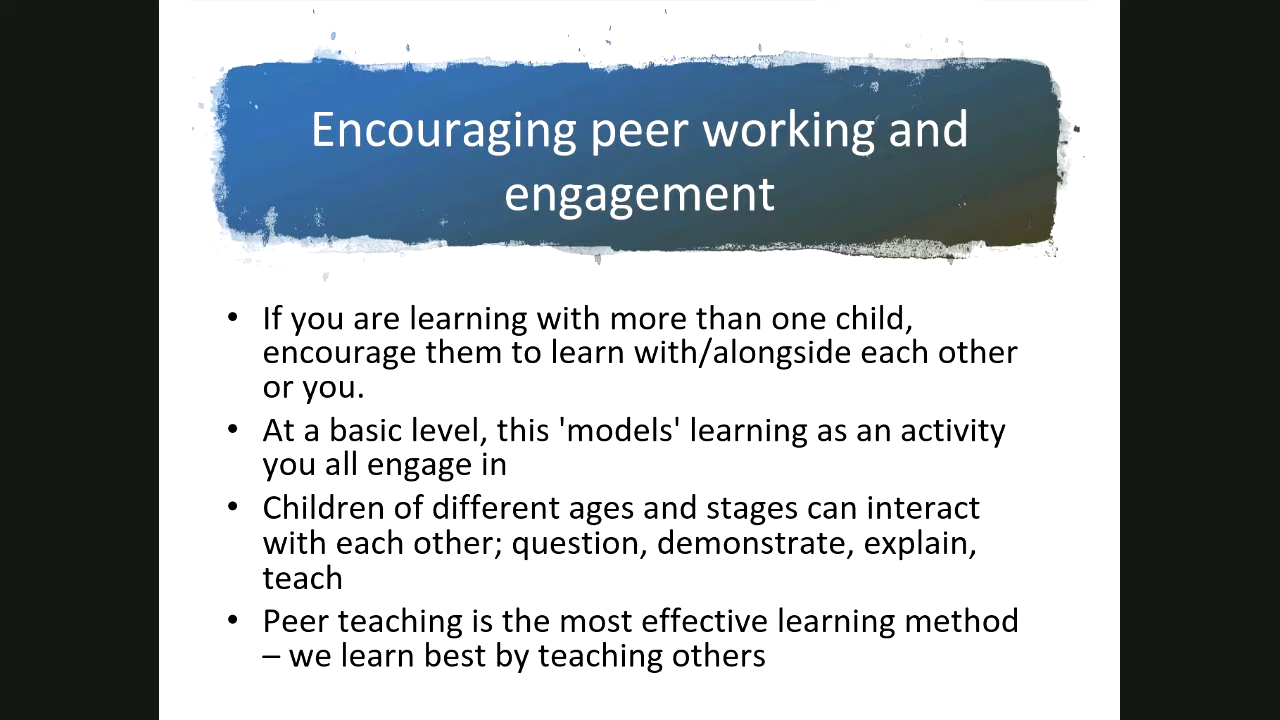 Encouraging peer working and
engagement
• If you are learning with more than one child,
encourage them to learn with/alongside each other
or you.
• At a basic level, this 'models' learning as an activity
you all engage in
• Children of different ages and stages can interact
with each other; question, demonstrate, explain,
teach
• Peer teaching is the most effective learning method
– we learn best by teaching others